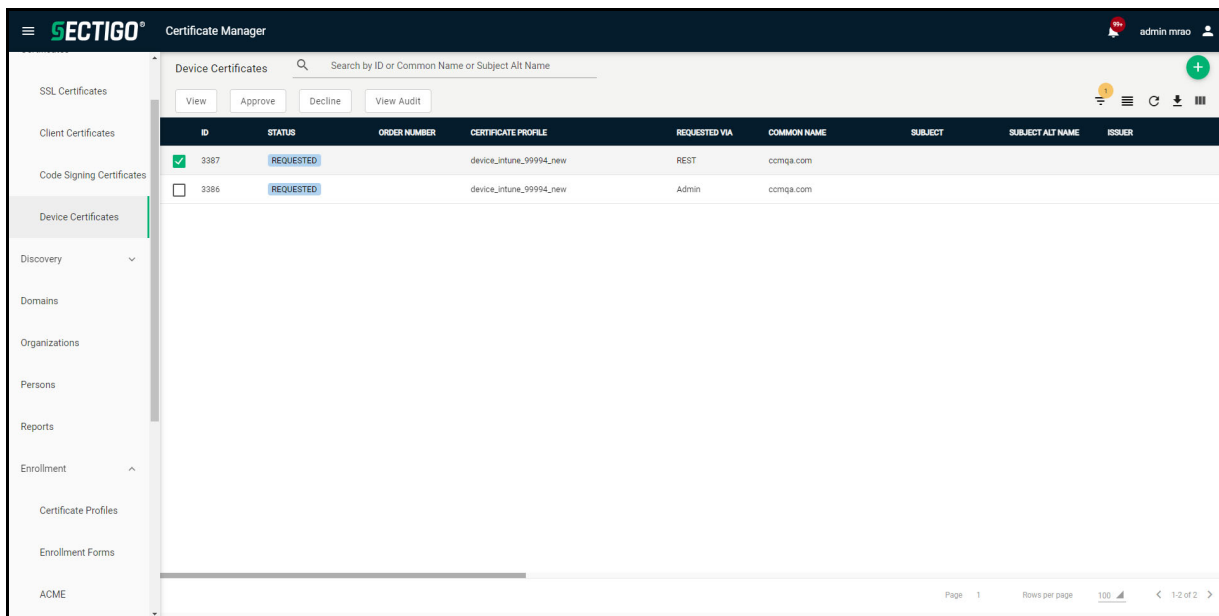 SECTIGO® Certificate Manager 99+ admin mrao
Device Certificates Search by ID or Common Name or Subject Alt Name
View Approve Decline View Audit 1
ID STATUS ORDER NUMBER CERTIFICATE PROFILE REQUESTED VIA COMMON NAME SUBJECT SUBJECT ALT NAME ISSUER
3387 REQUESTED device_intune_99994_new REST ccmqa.com
3386 REQUESTED device_intune_99994_new Admin ccmqa.com
SSL Certificates
Client Certificates
Code Signing Certificates
Device Certificates
Discovery
Domains
Organizations
Persons
Reports
Enrollment
Certificate Profiles
Enrollment Forms
ACME
Page 1 Rows per page 100 1-2 of 2